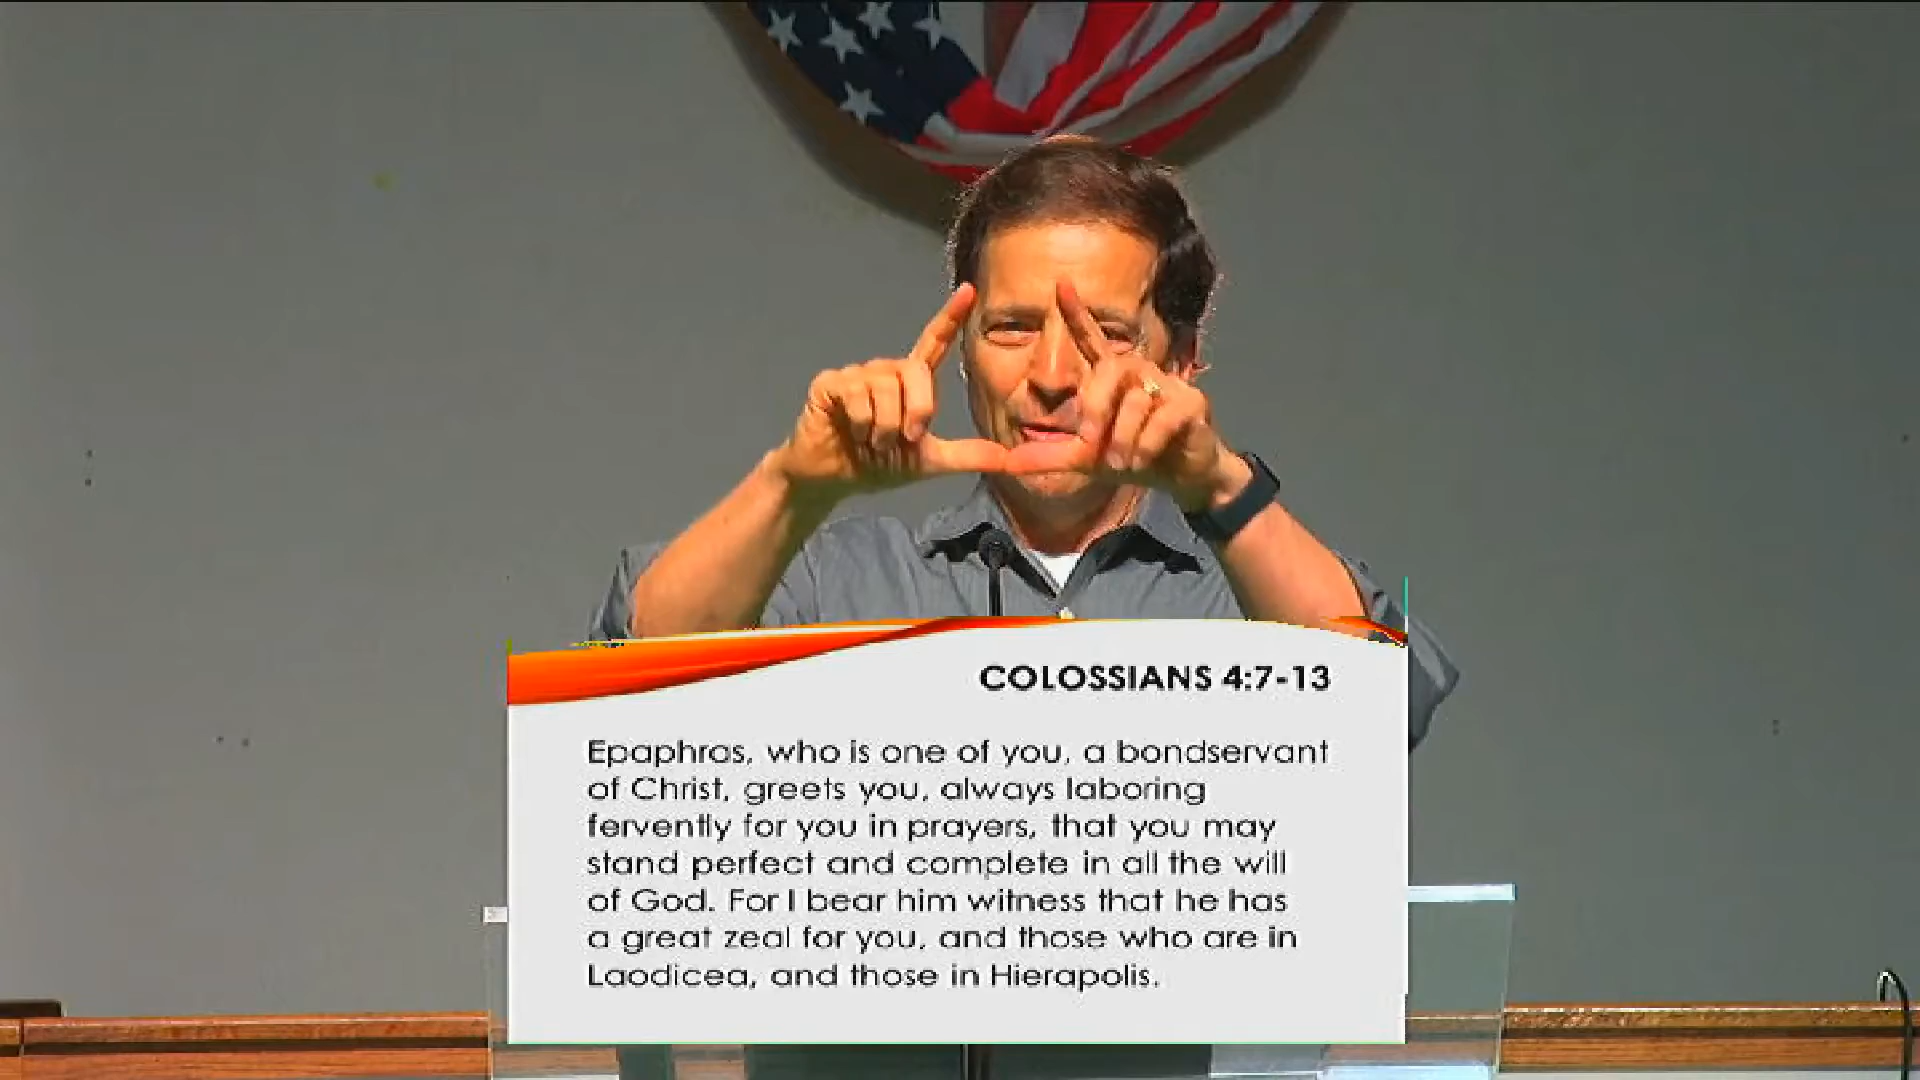 COLOSSIANS 4:7-13
Epaphras, who is one of you, a bondservant
of Christ, greets you, always laboring
fervently for you in prayers, that you may
stand perfect and complete in all the will
of God. For I bear him witness that he has
a great zeal for you, and those who are in
Laodicea, and those in Hierapolis.